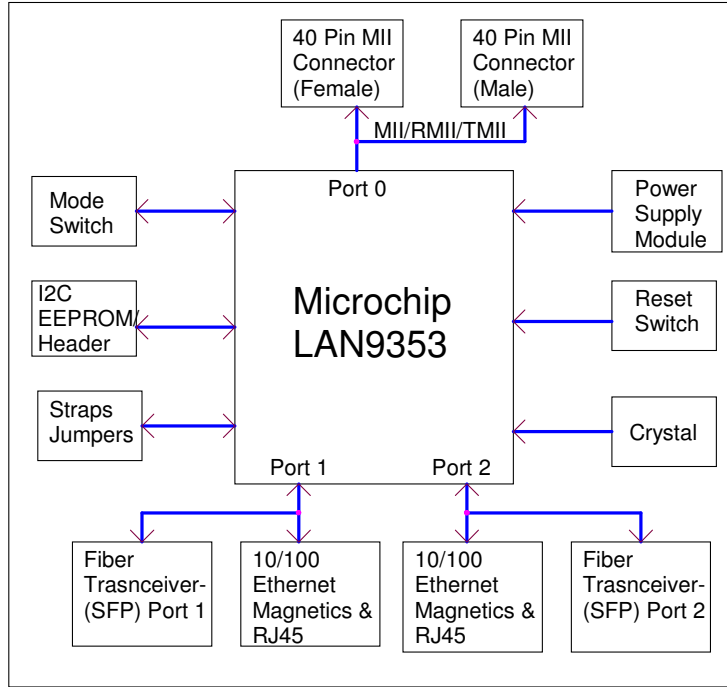 40 Pin MII
Connector
(Female)
40 Pin MII
Connector
(Male)
MII/RMII/TMII
Port 0
Mode
Switch
Power
Supply
Module
I2C
EEPROM/
Header
Microchip
LAN9353
Reset
Switch
Straps
Jumpers
Crystal
Port 1
Port 2
Fiber
Trasnceiver-
(SFP) Port 1
10/100
Ethernet
Magnetics &
RJ45
10/100
Ethernet
Magnetics &
RJ45
Fiber
Trasnceiver-
(SFP) Port 2